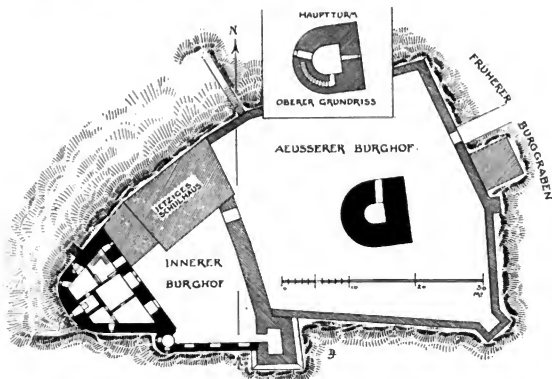 HAUPTTURM
N
OBERER GRUNDRISS
FRÜHERER
BURGGRABEN
AEUSSERER BURGHOF.
JETZIGES
SCHULHAUS
INNERER
BURGHOF
0 10 20 30